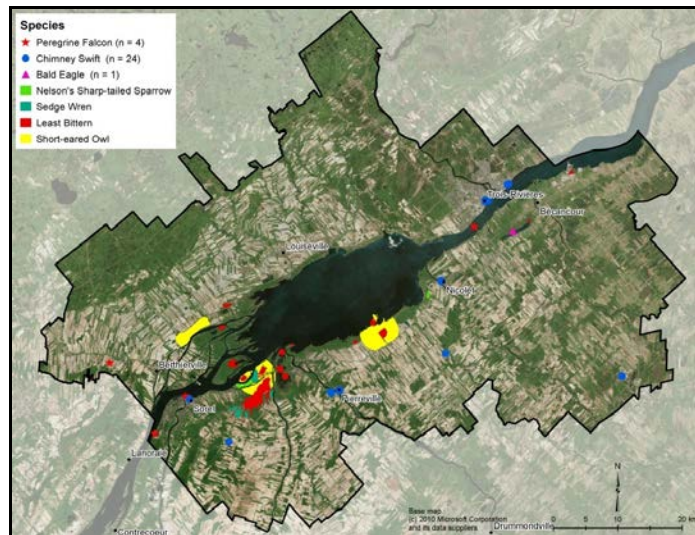 Species
Peregrine Falcon (n = 4)
Chimney Swift (n = 24)
Bald Eagle (n = 1)
Nelson's Sharp-tailed Sparrow
Sedge Wren
Least Bittern
Short-eared Owl
Trois-Rivières
Bécancour
Louiseville
Nicolet
Berthierville
Sorel
Pierreville
Lanoraie
Contrecoeur
Drummondville
N
Base map
(c) 2010 Microsoft Corporation
and its data suppliers
0 5 10 20 km